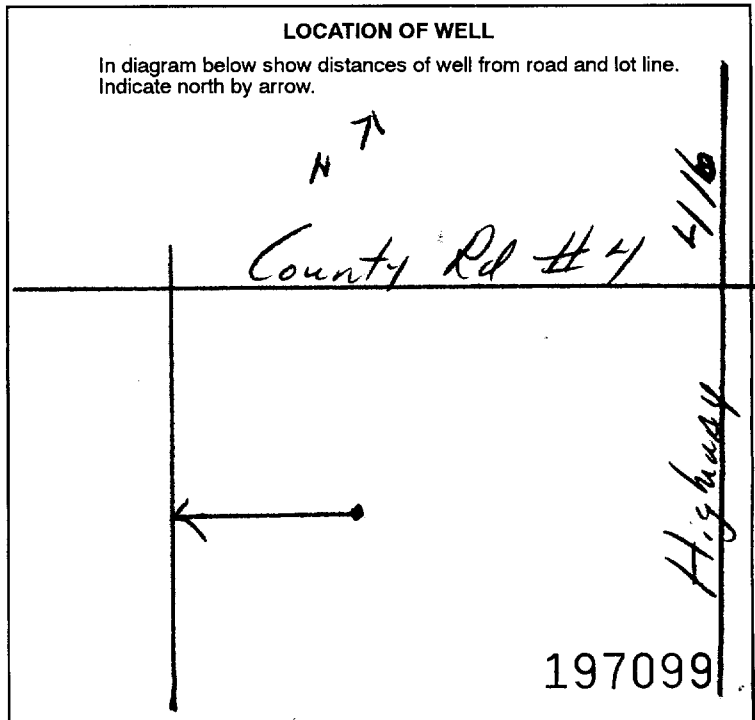 LOCATION OF WELL
In diagram below show distances of well from road and lot line.
Indicate north by arrow.
N
County Rd #4
Highway 416
197099